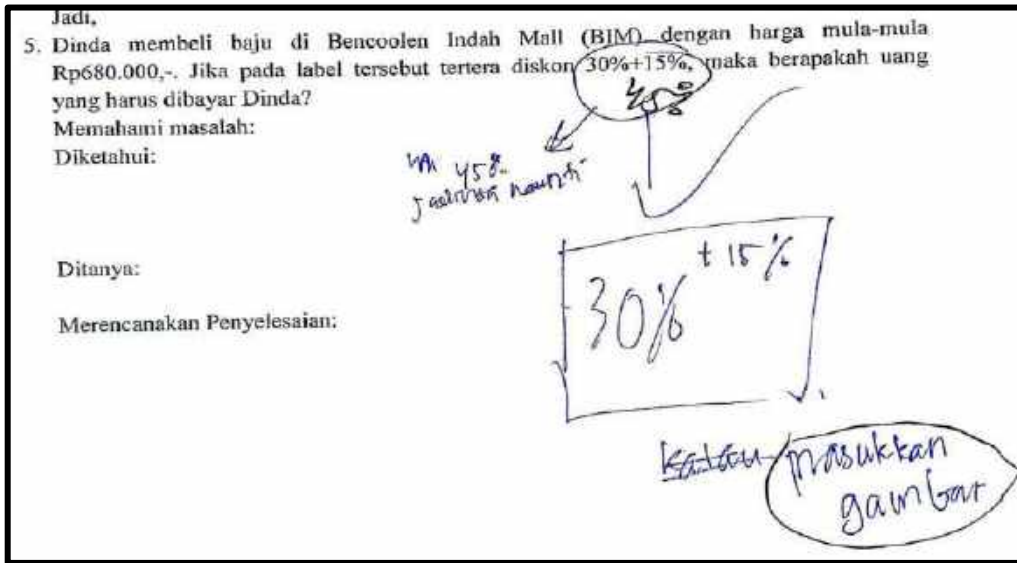 Jadi,
5. Dinda membeli baju di Bencoolen Indah Mall (BIM) dengan harga mula-mula
Rp680.000,-. Jika pada label tersebut tertera diskon 30%+15%, maka berapakah uang
yang harus dibayar Dinda?
Memahami masalah:
Diketahui:
45%
30% + 15%
Ditanya:
Merencanakan Penyelesaian:
masukkan
gambar